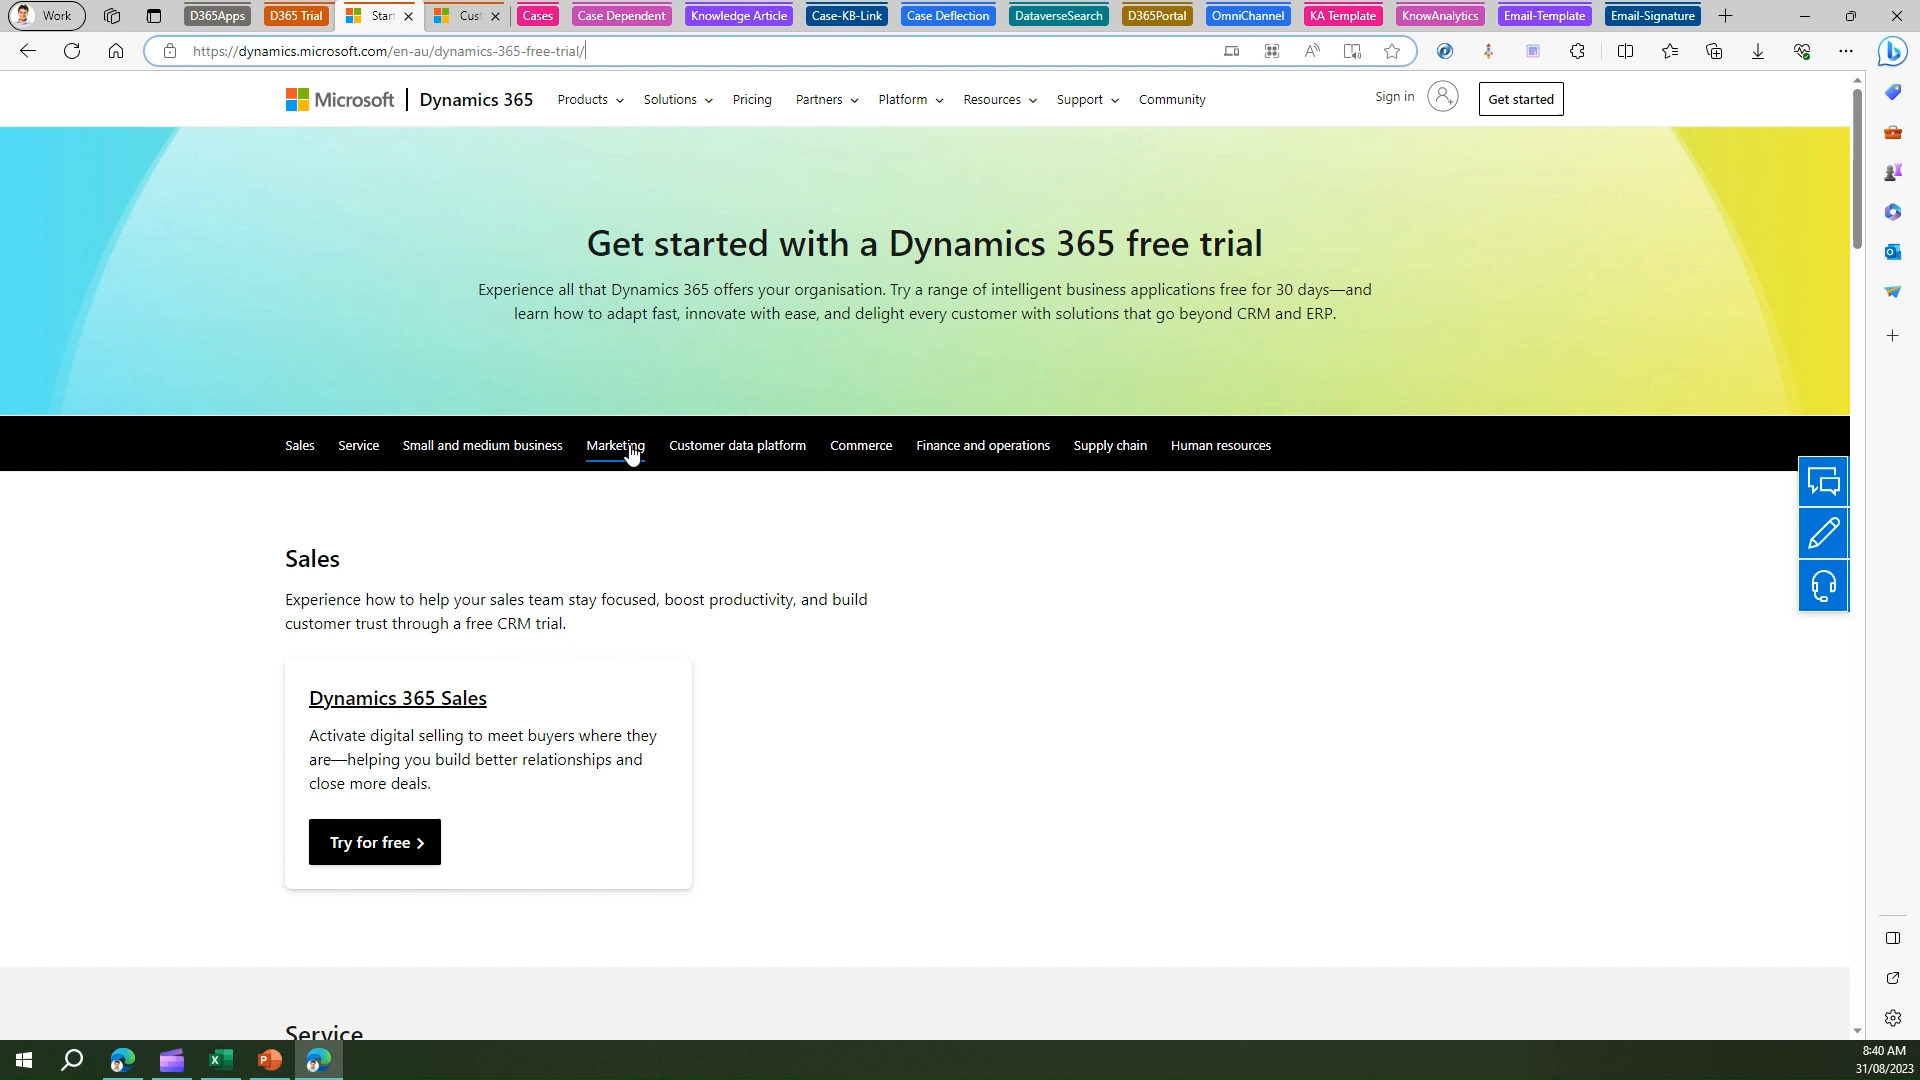 Work
D365Apps
D365 Trial
Star
Cust
Cases
Case Dependent
Knowledge Article
Case-KB-Link
Case Deflection
DataverseSearch
D365Portal
OmniChannel
KA Template
KnowAnalytics
Email-Template
Email-Signature
https://dynamics.microsoft.com/en-au/dynamics-365-free-trial/
Microsoft
Dynamics 365
Products
Solutions
Pricing
Partners
Platform
Resources
Support
Community
Sign in
Get started
Get started with a Dynamics 365 free trial
Experience all that Dynamics 365 offers your organisation. Try a range of intelligent business applications free for 30 days—and
learn how to adapt fast, innovate with ease, and delight every customer with solutions that go beyond CRM and ERP.
Sales
Service
Small and medium business
Marketing
Customer data platform
Commerce
Finance and operations
Supply chain
Human resources
Sales
Experience how to help your sales team stay focused, boost productivity, and build
customer trust through a free CRM trial.
Dynamics 365 Sales
Activate digital selling to meet buyers where they
are—helping you build better relationships and
close more deals.
Try for free
Service
8:40 AM
31/08/2023